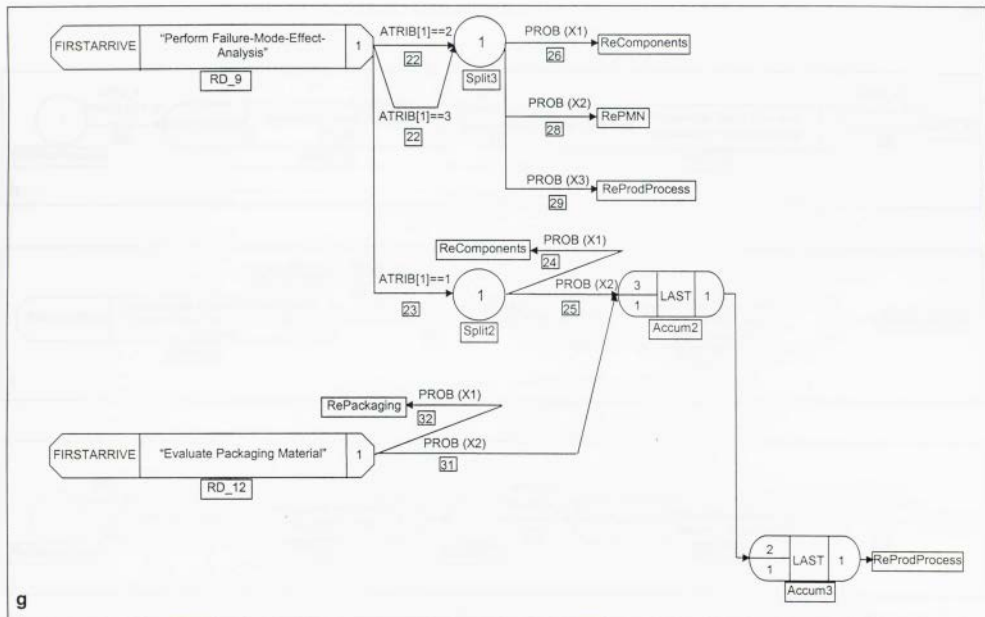 FIRSTARRIVE
"Perform Failure-Mode-Effect-
Analysis"
1
RD_9
ATRIB[1]==2
22
ATRIB[1]==3
22
1
Split3
PROB (X1)
26
ReComponents
PROB (X2)
28
RePMN
PROB (X3)
29
ReProdProcess
ATRIB[1]==1
23
1
Split2
ReComponents
PROB (X1)
24
PROB (X2)
25
3
1
LAST
1
Accum2
RePackaging
PROB (X1)
32
FIRSTARRIVE
"Evaluate Packaging Material"
1
RD_12
PROB (X2)
31
2
1
LAST
1
Accum3
ReProdProcess
g